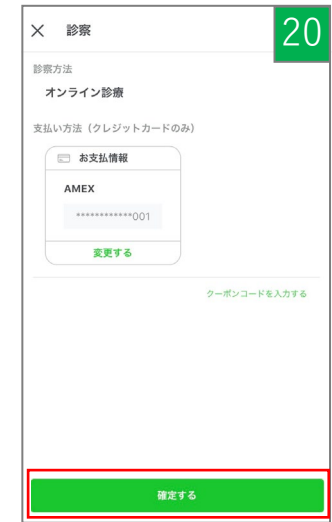 20
× 診察
診察方法
オンライン診療
支払い方法（クレジットカードのみ）
お支払情報
AMEX
************001
変更する
クーポンコードを入力する
確定する